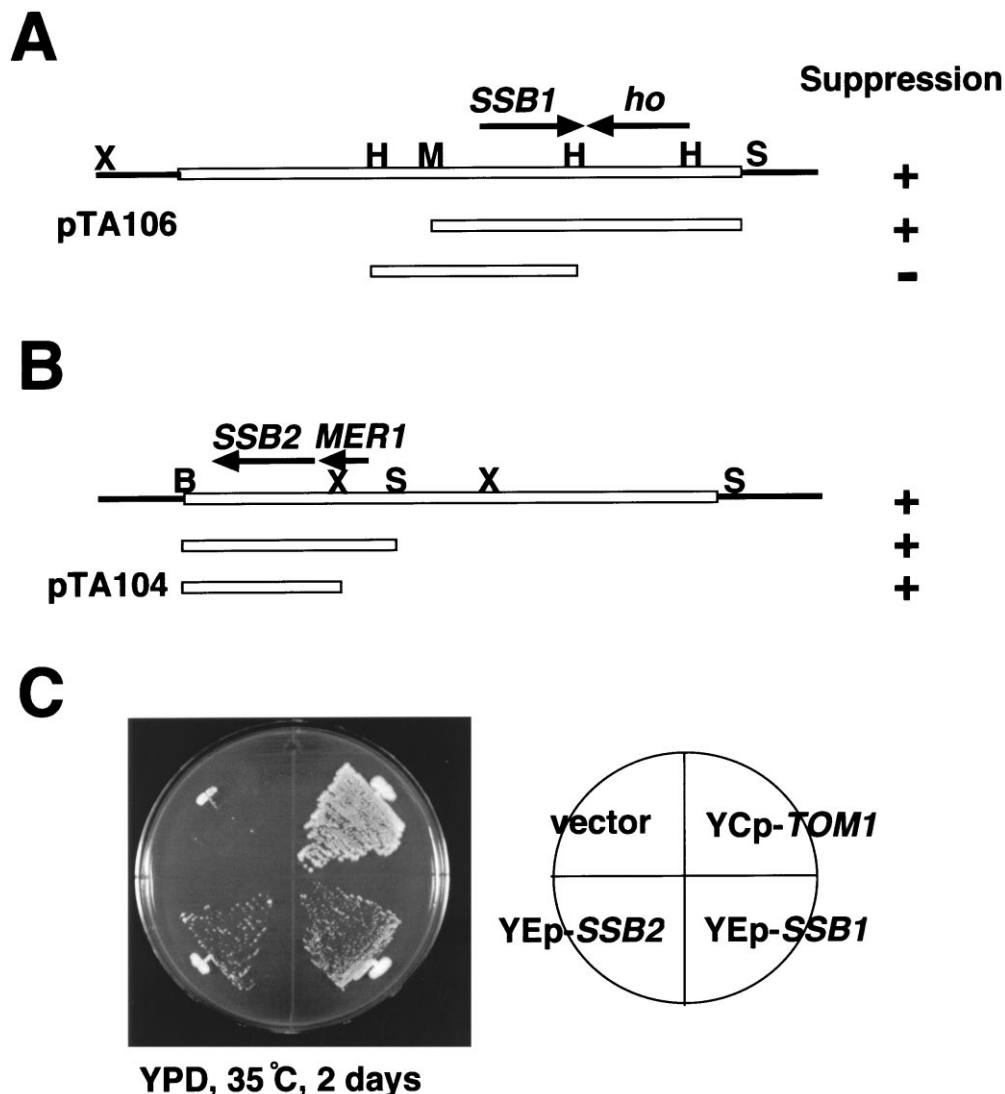 A
Suppression
SSB1 ho
X H M H H S
+
pTA106 +
-
B
SSB2 MER1
B X S X S
+
+
pTA104 +
C
vector YCp-TOM1
YEp-SSB2 YEp-SSB1
YPD, 35°C, 2 days